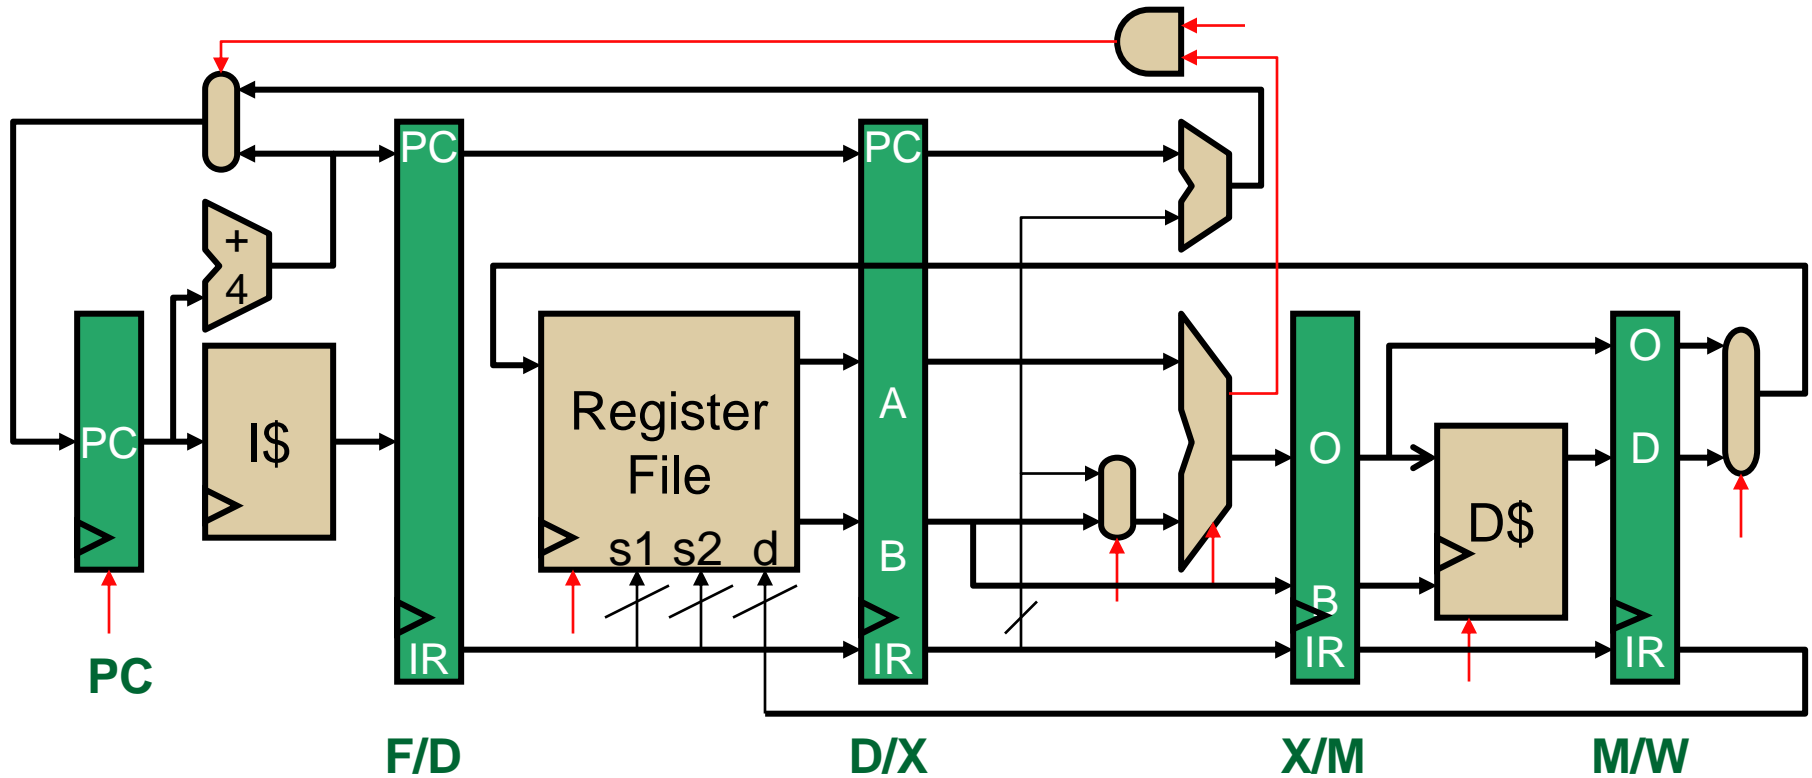 PC
PC
+
4
O
A
Register
File
I$
PC
O
D
D$
s1 s2 d
B
B
IR
IR
IR
IR
PC
F/D
D/X
X/M
M/W